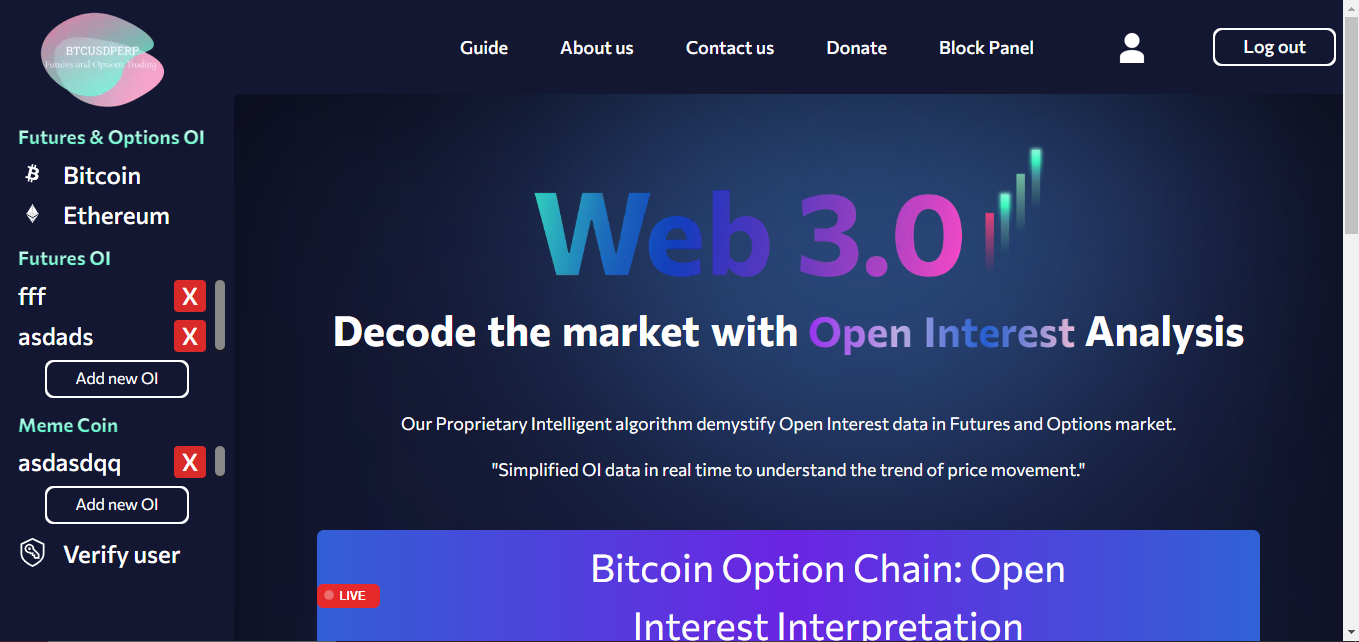 BTCUSDPERP
Futures and Options Trading
Guide
About us
Contact us
Donate
Block Panel
Log out
Futures & Options OI
Bitcoin
Ethereum
Futures OI
fff
X
asdads
X
Add new OI
Meme Coin
asdasdqq
X
Add new OI
Verify user
Web 3.0
Decode the market with Open Interest Analysis
Our Proprietary Intelligent algorithm demystify Open Interest data in Futures and Options market.
"Simplified OI data in real time to understand the trend of price movement."
Bitcoin Option Chain: Open
LIVE
Interest Interpretation